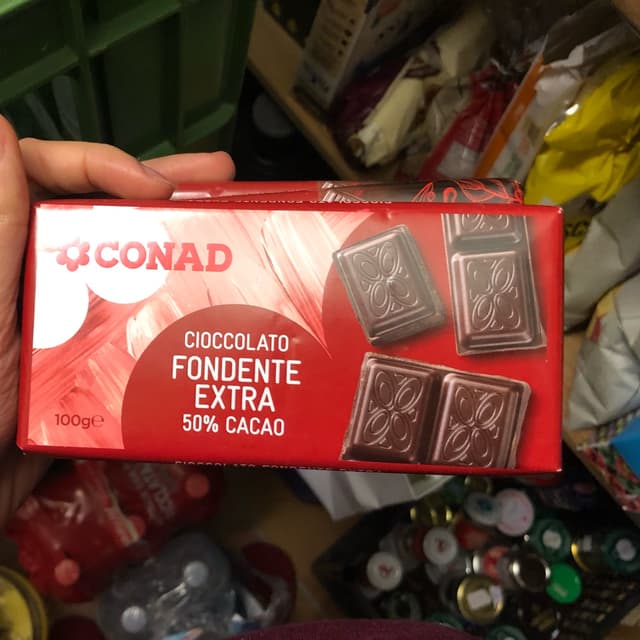 CONAD
CIOCCOLATO
FONDENTE
EXTRA
50% CACAO
100g℮